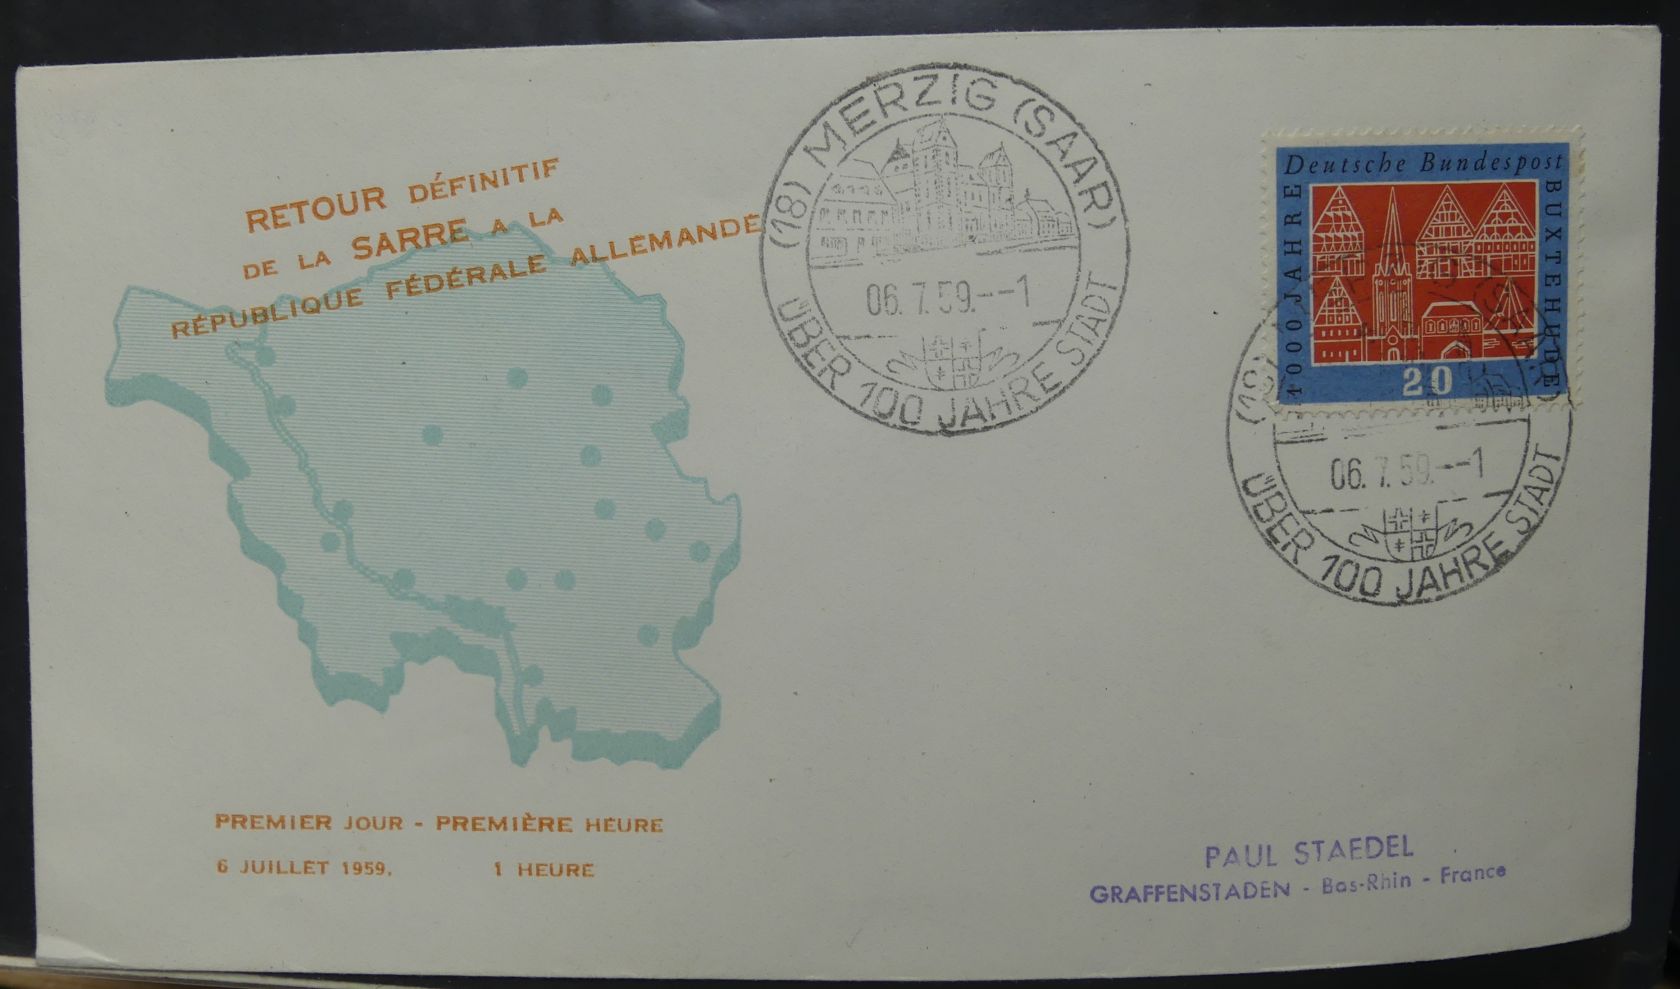 RETOUR DÉFINITIF
DE LA SARRE A LA
RÉPUBLIQUE FÉDÉRALE ALLEMANDE
PREMIER JOUR - PREMIÈRE HEURE
6 JUILLET 1959. 1 HEURE
(18) MERZIG (SAAR)
06.7.59.--1
ÜBER 100 JAHRE STADT
Deutsche Bundespost
1000 JAHRE
BUXTEHUDE
20
06.7.59.--1
ÜBER 100 JAHRE STADT
PAUL STAEDEL
GRAFFENSTADEN - Bas-Rhin - France